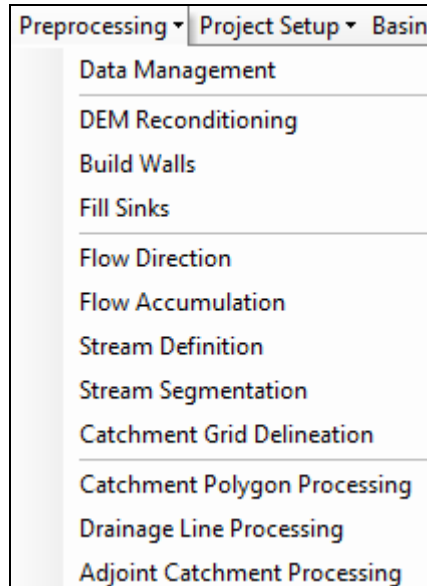 Preprocessing Project Setup Basin
Data Management
DEM Reconditioning
Build Walls
Fill Sinks
Flow Direction
Flow Accumulation
Stream Definition
Stream Segmentation
Catchment Grid Delineation
Catchment Polygon Processing
Drainage Line Processing
Adjoint Catchment Processing